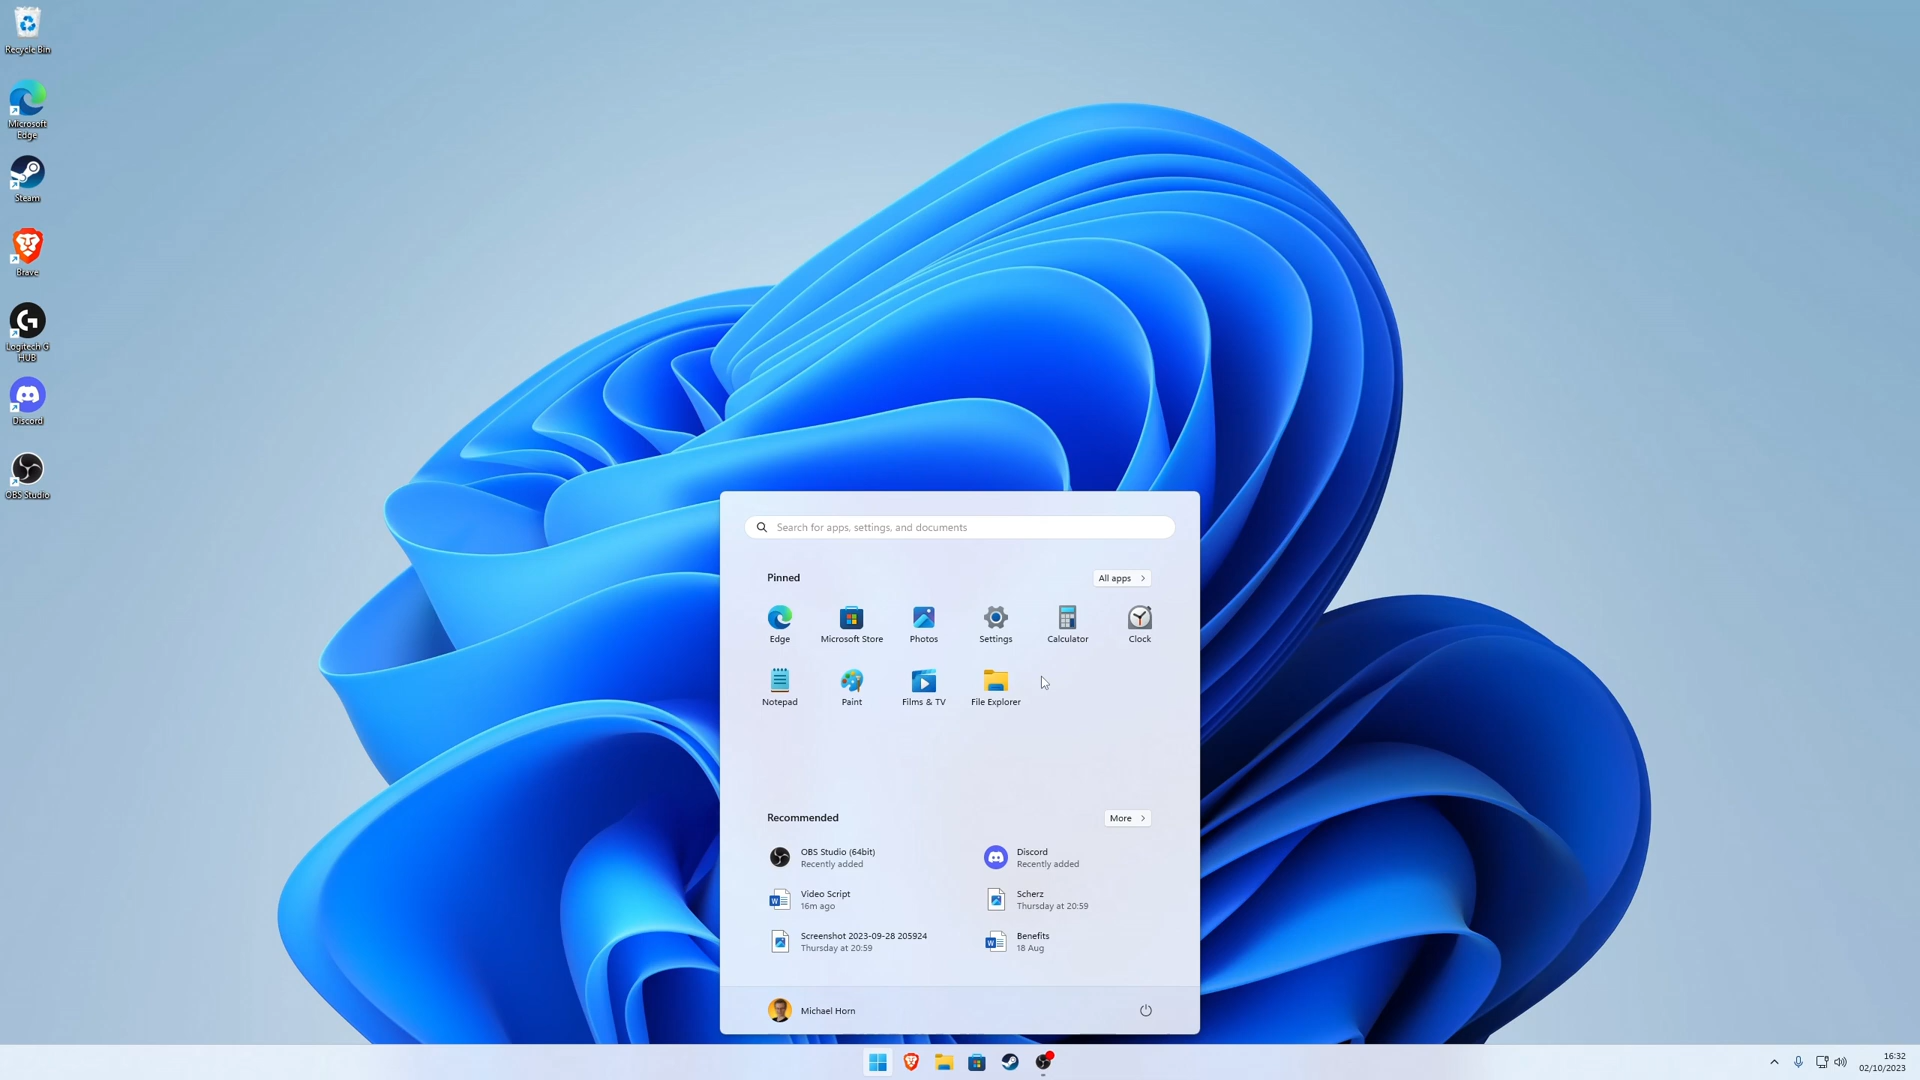 Recycle Bin
Microsoft
Edge
Steam
Brave
Logitech G
HUB
Discord
OBS Studio
Search for apps, settings, and documents
Pinned
All apps
Edge
Microsoft Store
Photos
Settings
Calculator
Clock
Notepad
Paint
Films & TV
File Explorer
Recommended
More
OBS Studio (64bit)
Recently added
Discord
Recently added
Video Script
16m ago
Scherz
Thursday at 20:59
Screenshot 2023-09-28 205924
Thursday at 20:59
Benefits
18 Aug
Michael Horn
16:32
02/10/2023